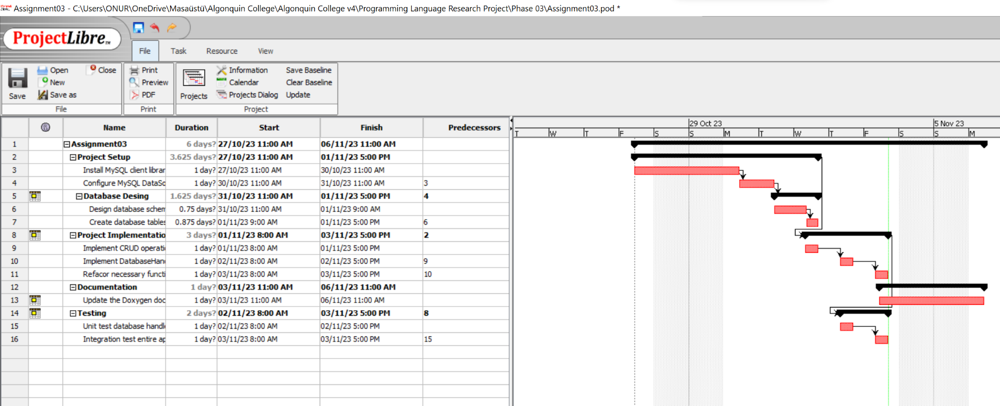 Assignment03 - C:\Users\ONUR\OneDrive\Masaüstü\Algonquin College\Algonquin College v4\Programming Language Research Project\Phase 03\Assignment03.pod *
ProjectLibre™
File Task Resource View
Save
Open
New
Save as
Close
File
Print
Preview
PDF
Print
Projects
Information
Calendar
Projects Dialog
Save Baseline
Clear Baseline
Update
Project
Name Duration Start Finish Predecessors
1 Assignment03 6 days? 27/10/23 11:00 AM 06/11/23 11:00 AM
2 Project Setup 3.625 days? 27/10/23 11:00 AM 01/11/23 5:00 PM
3 Install MySQL client librar 1 day? 27/10/23 11:00 AM 30/10/23 11:00 AM
4 Configure MySQL DataSo 1 day? 30/10/23 11:00 AM 31/10/23 11:00 AM 3
5 Database Desing 1.625 days? 31/10/23 11:00 AM 01/11/23 5:00 PM 4
6 Design database schem 0.75 days? 31/10/23 11:00 AM 01/11/23 9:00 AM
7 Create database tables 0.875 days? 01/11/23 9:00 AM 01/11/23 5:00 PM 6
8 Project Implementatio 3 days? 01/11/23 8:00 AM 03/11/23 5:00 PM 2
9 Implement CRUD operati 1 day? 01/11/23 8:00 AM 01/11/23 5:00 PM
10 Implement DatabaseHan 1 day? 02/11/23 8:00 AM 02/11/23 5:00 PM 9
11 Refacor necessary functi 1 day? 03/11/23 8:00 AM 03/11/23 5:00 PM 10
12 Documentation 1 day? 03/11/23 11:00 AM 06/11/23 11:00 AM
13 Update the Doxygen doc 1 day? 03/11/23 11:00 AM 06/11/23 11:00 AM
14 Testing 2 days? 02/11/23 8:00 AM 03/11/23 5:00 PM 8
15 Unit test database handl 1 day? 02/11/23 8:00 AM 02/11/23 5:00 PM
16 Integration test entire ap 1 day? 03/11/23 8:00 AM 03/11/23 5:00 PM 15
29 Oct 23 5 Nov 23
T W T F S S M T W T F S S M